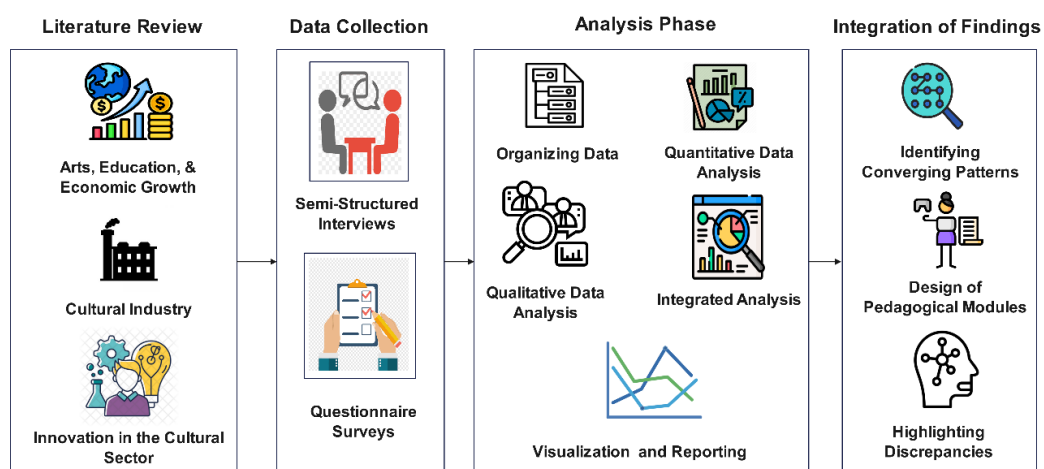 Literature Review
Arts, Education, &
Economic Growth
Cultural Industry
Innovation in the Cultural
Sector
Data Collection
Semi-Structured
Interviews
Questionnaire
Surveys
Analysis Phase
Organizing Data
Quantitative Data
Analysis
Qualitative Data
Analysis
Integrated Analysis
Visualization and Reporting
Integration of Findings
Identifying
Converging Patterns
Design of
Pedagogical Modules
Highlighting
Discrepancies